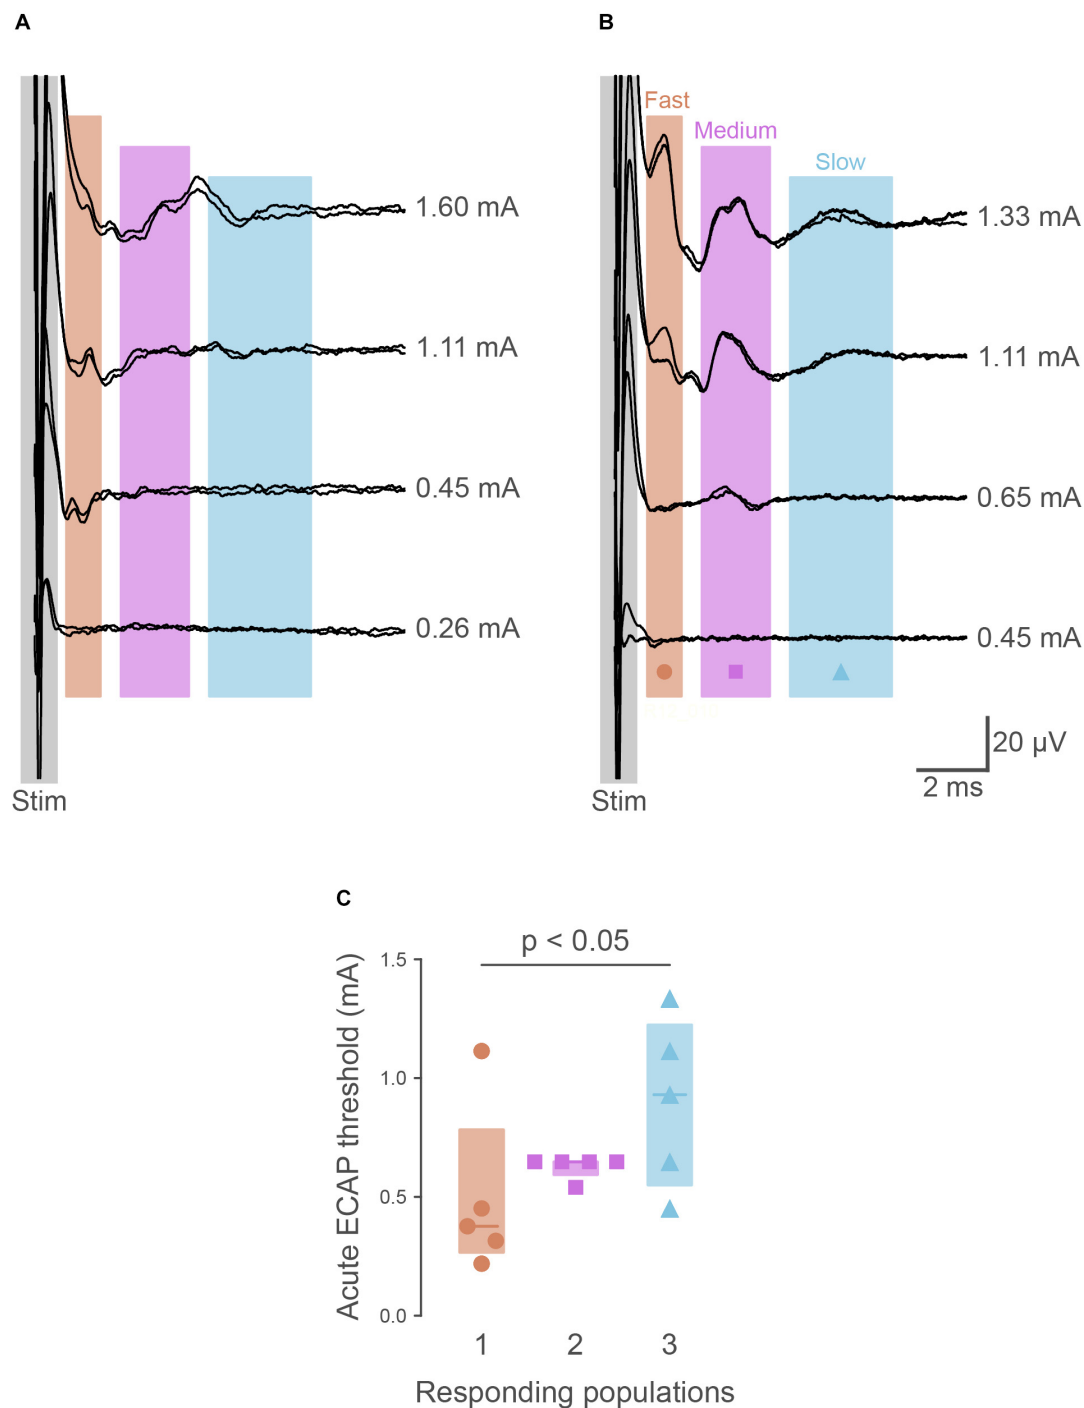 A
B
Fast
Medium
Slow
1.60 mA
1.33 mA
1.11 mA
1.11 mA
0.45 mA
0.65 mA
0.26 mA
0.45 mA
20 µV
2 ms
Stim
Stim
C
p < 0.05
Acute ECAP threshold (mA)
1.5
1.0
0.5
0.0
1 2 3
Responding populations